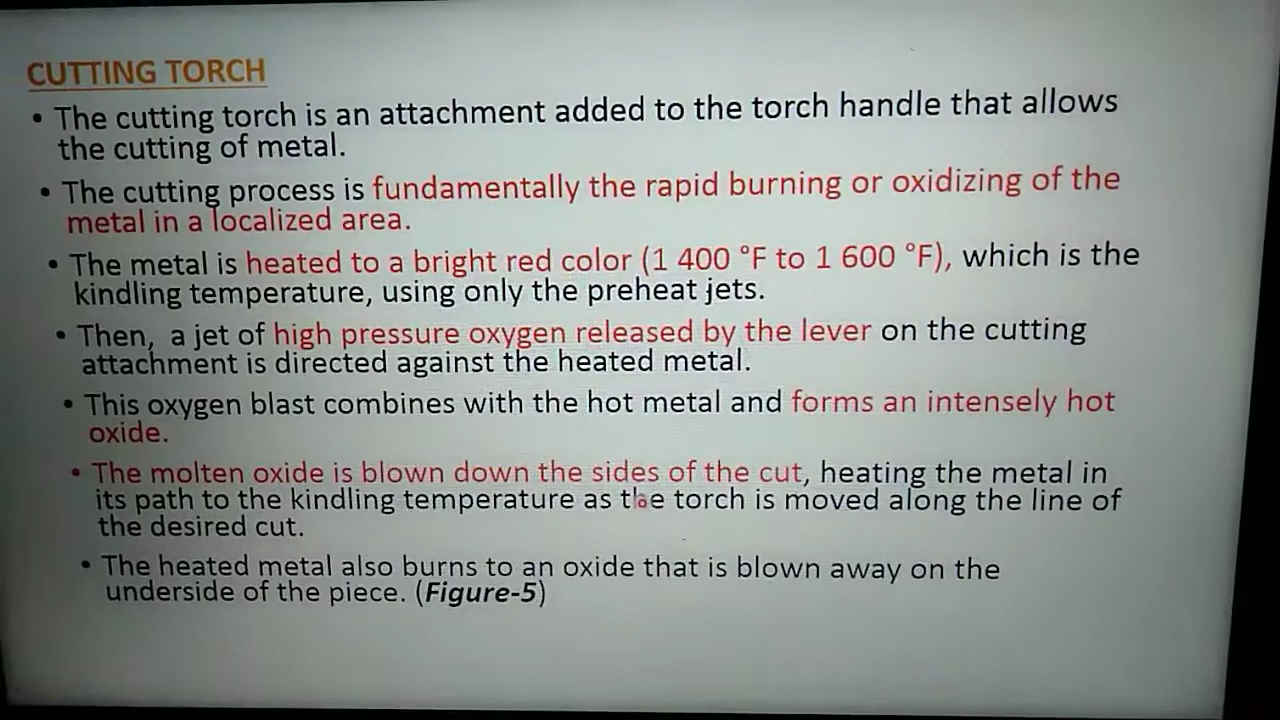 CUTTING TORCH
• The cutting torch is an attachment added to the torch handle that allows
the cutting of metal.
• The cutting process is fundamentally the rapid burning or oxidizing of the
metal in a localized area.
• The metal is heated to a bright red color (1 400 °F to 1 600 °F), which is the
kindling temperature, using only the preheat jets.
• Then, a jet of high pressure oxygen released by the lever on the cutting
attachment is directed against the heated metal.
• This oxygen blast combines with the hot metal and forms an intensely hot
oxide.
• The molten oxide is blown down the sides of the cut, heating the metal in
its path to the kindling temperature as the torch is moved along the line of
the desired cut.
• The heated metal also burns to an oxide that is blown away on the
underside of the piece. (Figure-5)